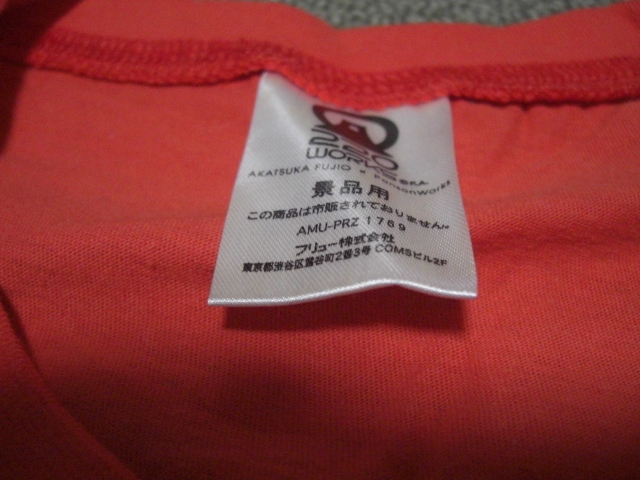 WORKS
AKATSUKA FUJIO × PansonWorks
景品用
この商品は市販されておりません
AMU-PRZ 1769
フリュー株式会社
東京都渋谷区鶯谷町2番3号 COMSビル2F